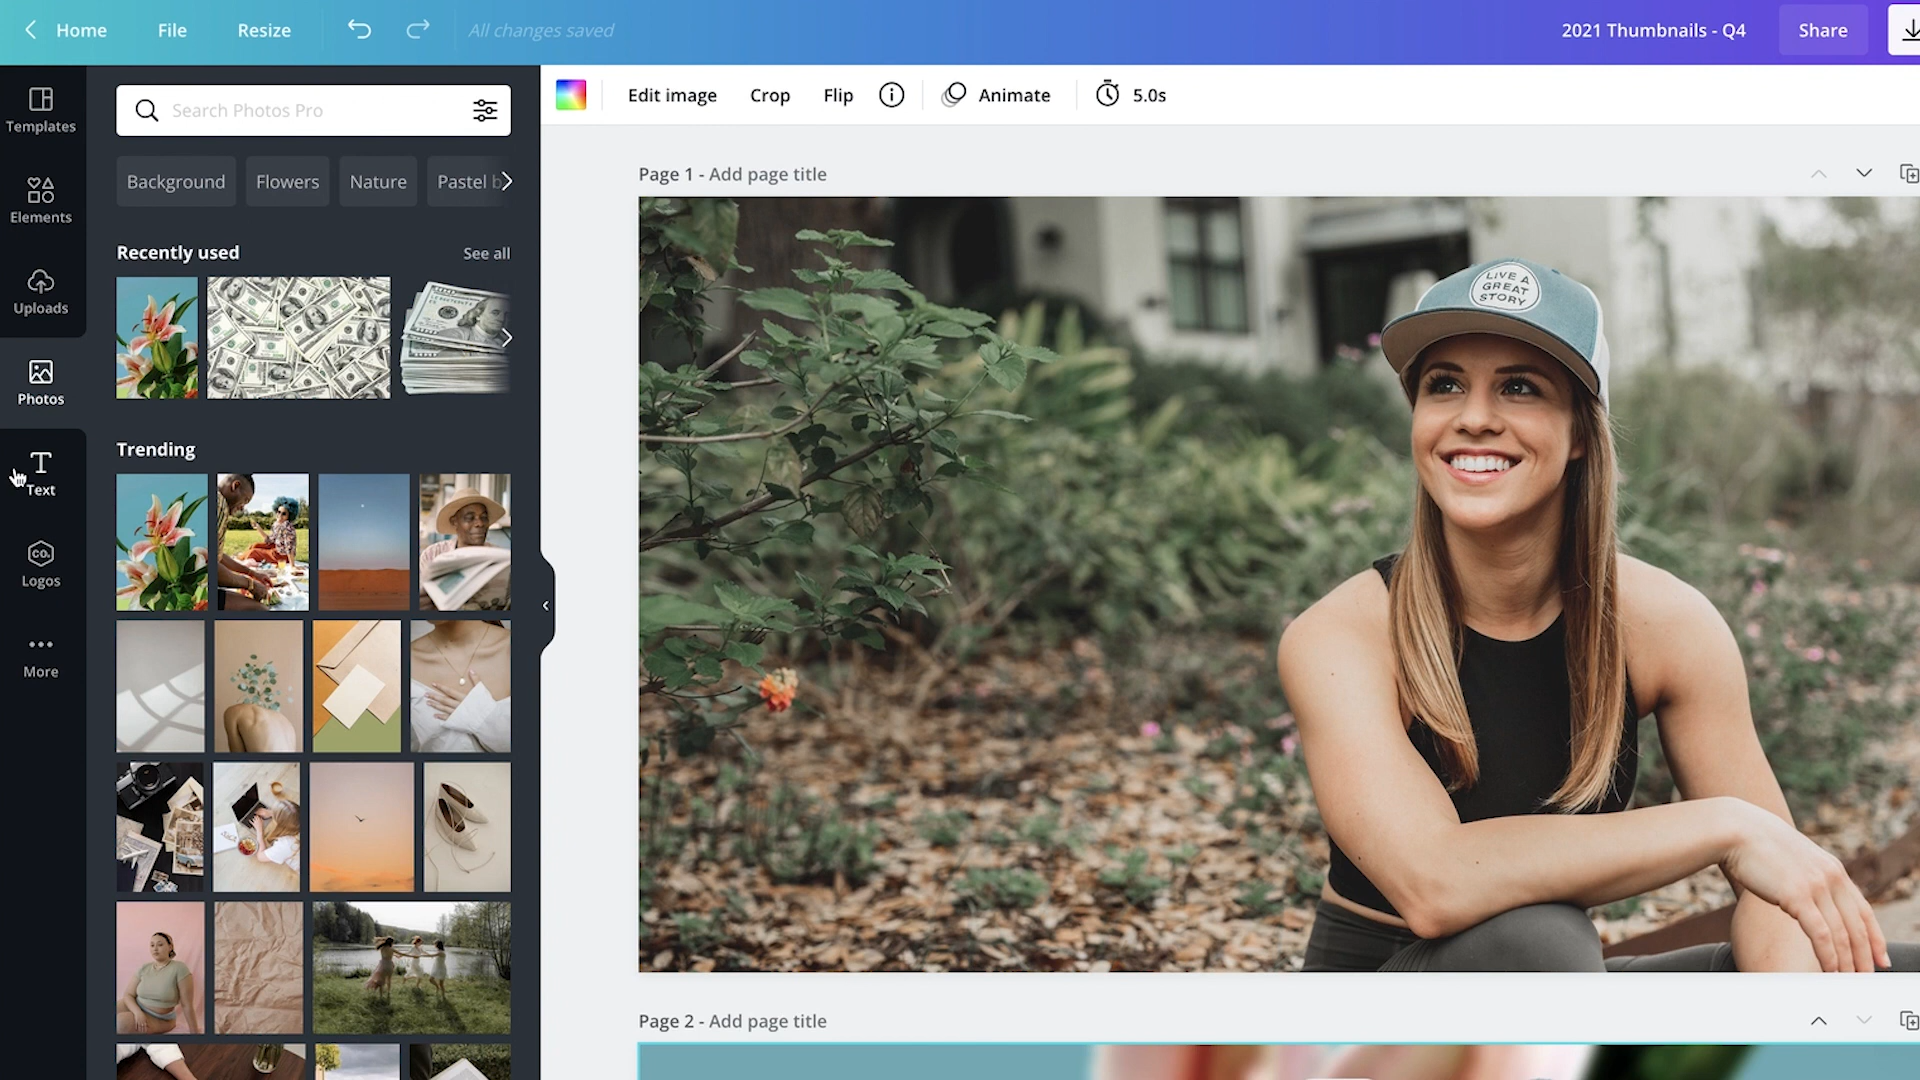 Home File Resize All changes saved 2021 Thumbnails - Q4 Share
Templates
Elements
Uploads
Photos
Text
CO.
Logos
More
Search Photos Pro
Background Flowers Nature Pastel b
Recently used See all
Trending
Edit image Crop Flip Animate 5.0s
Page 1 - Add page title
LIVE A
GREAT
STORY
Page 2 - Add page title